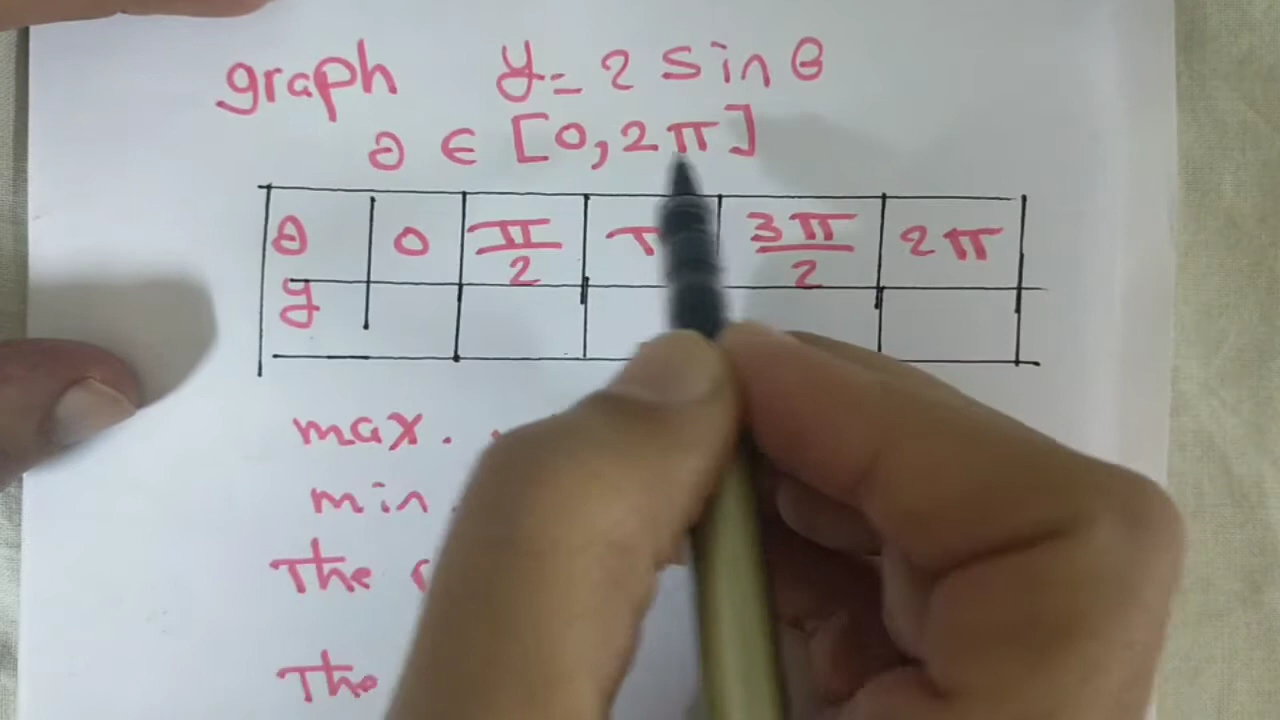 graph y = 2 sin θ
θ ∈ [0, 2π]
θ 0 π/2 π 3π/2 2π
y
max.
min.
The
The